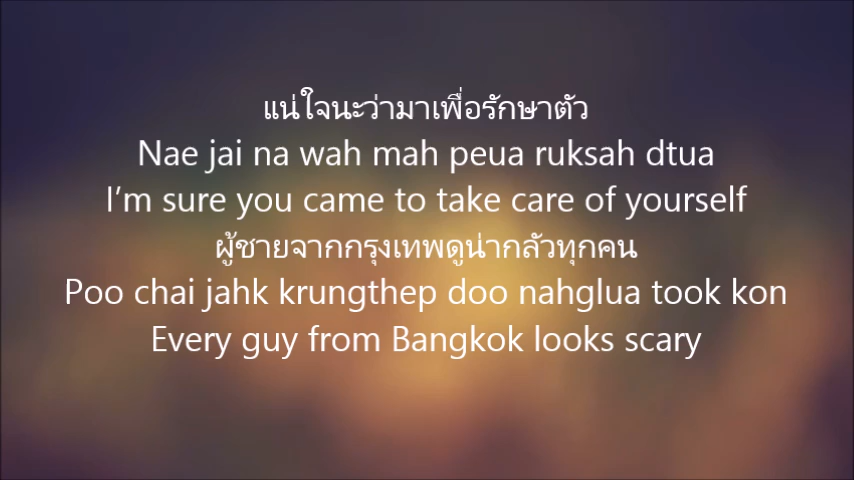 แน่ใจนะว่ามาเพื่อรักษาตัว
Nae jai na wah mah peua ruksah dtua
I’m sure you came to take care of yourself
ผู้ชายจากกรุงเทพดูน่ากลัวทุกคน
Poo chai jahk krungthep doo nahglua took kon
Every guy from Bangkok looks scary